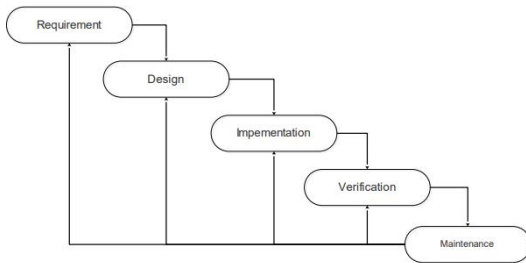 Requirement
Design
Impementation
Verification
Maintenance